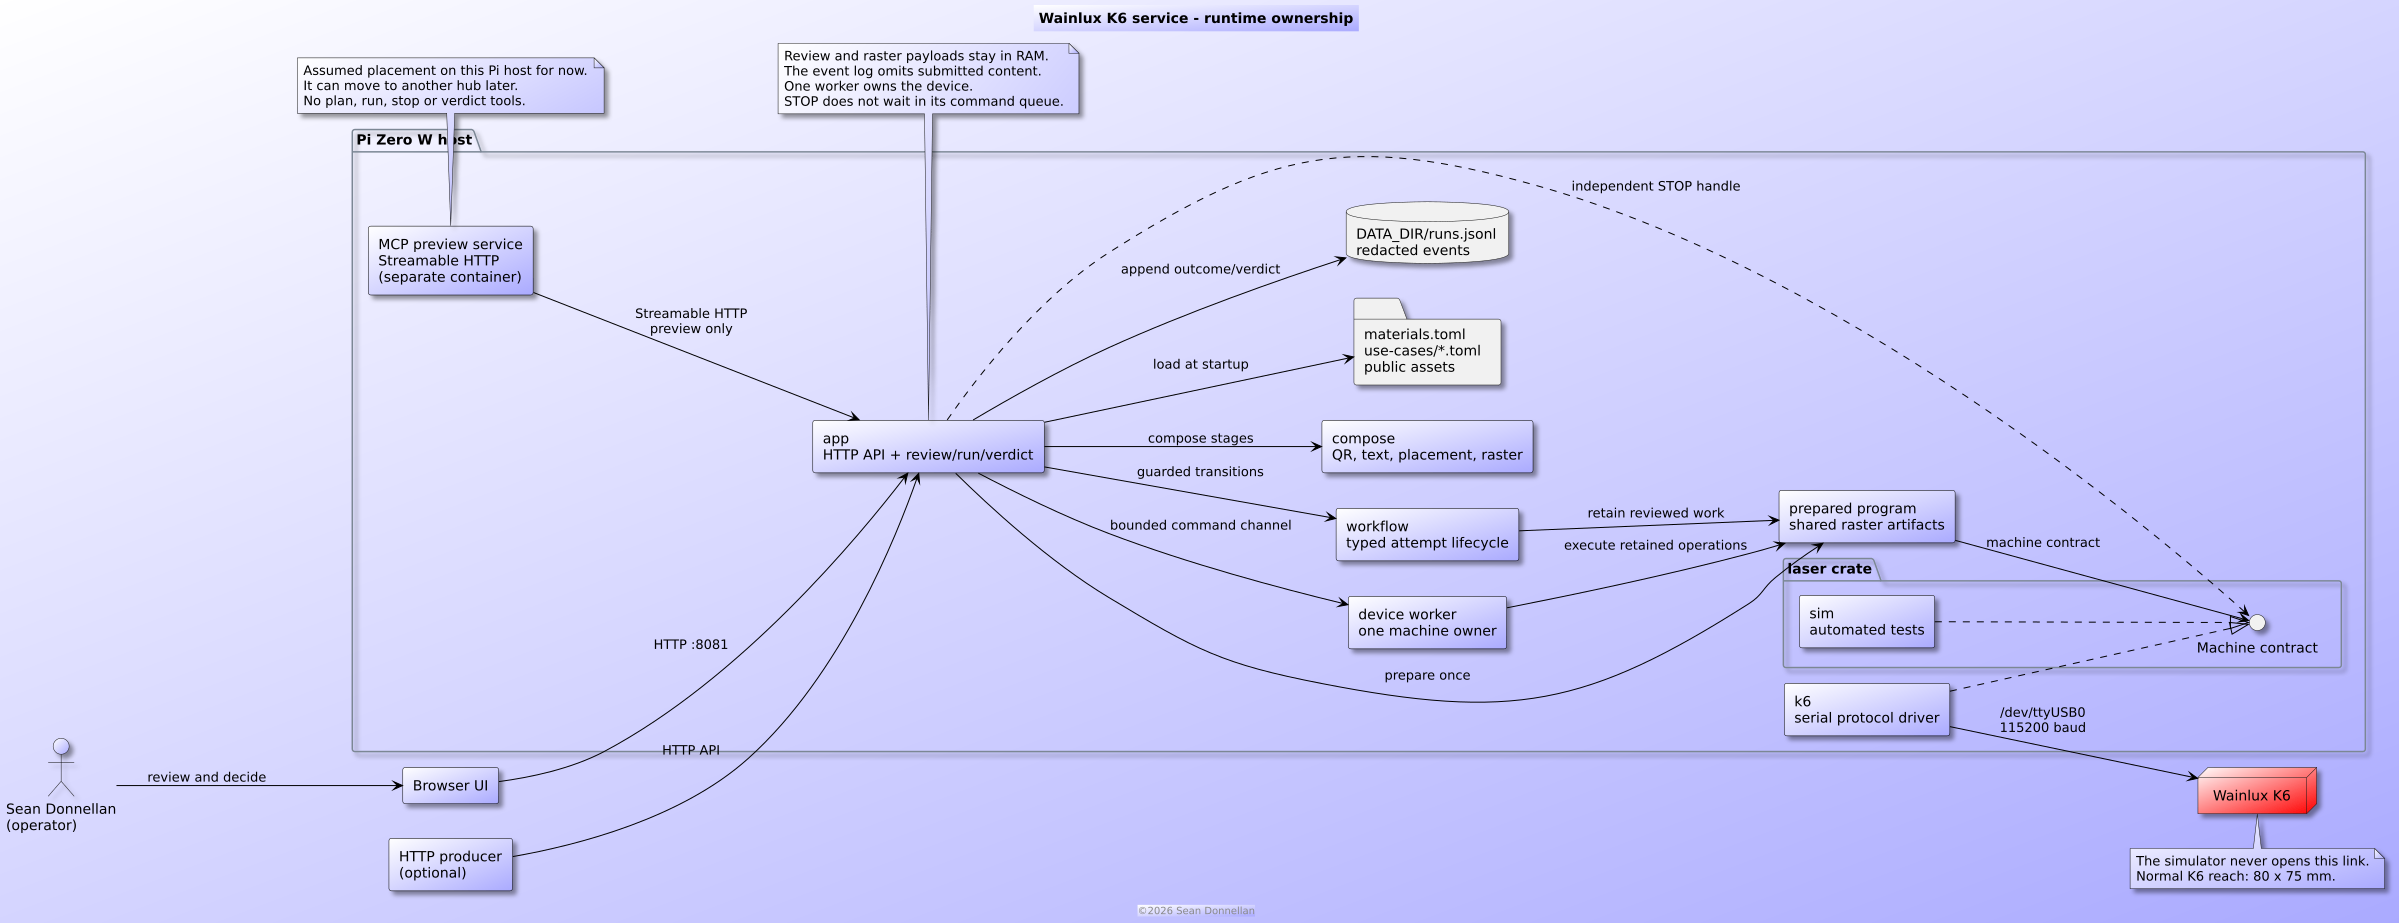 Wainlux K6 service - runtime ownership
Assumed placement on this Pi host for now.
It can move to another hub later.
No plan, run, stop or verdict tools.
Review and raster payloads stay in RAM.
The event log omits submitted content.
One worker owns the device.
STOP does not wait in its command queue.
Pi Zero W host
independent STOP handle
MCP preview service
Streamable HTTP
(separate container)
DATA_DIR/runs.jsonl
redacted events
append outcome/verdict
Streamable HTTP
preview only
materials.toml
use-cases/*.toml
public assets
load at startup
app
HTTP API + review/run/verdict
compose stages
compose
QR, text, placement, raster
guarded transitions
workflow
typed attempt lifecycle
retain reviewed work
prepared program
shared raster artifacts
bounded command channel
execute retained operations
machine contract
laser crate
device worker
one machine owner
sim
automated tests
Machine contract
HTTP :8081
prepare once
k6
serial protocol driver
/dev/ttyUSB0
115200 baud
HTTP API
Sean Donnellan
(operator)
review and decide
Browser UI
Wainlux K6
HTTP producer
(optional)
The simulator never opens this link.
Normal K6 reach: 80 x 75 mm.
©2026 Sean Donnellan